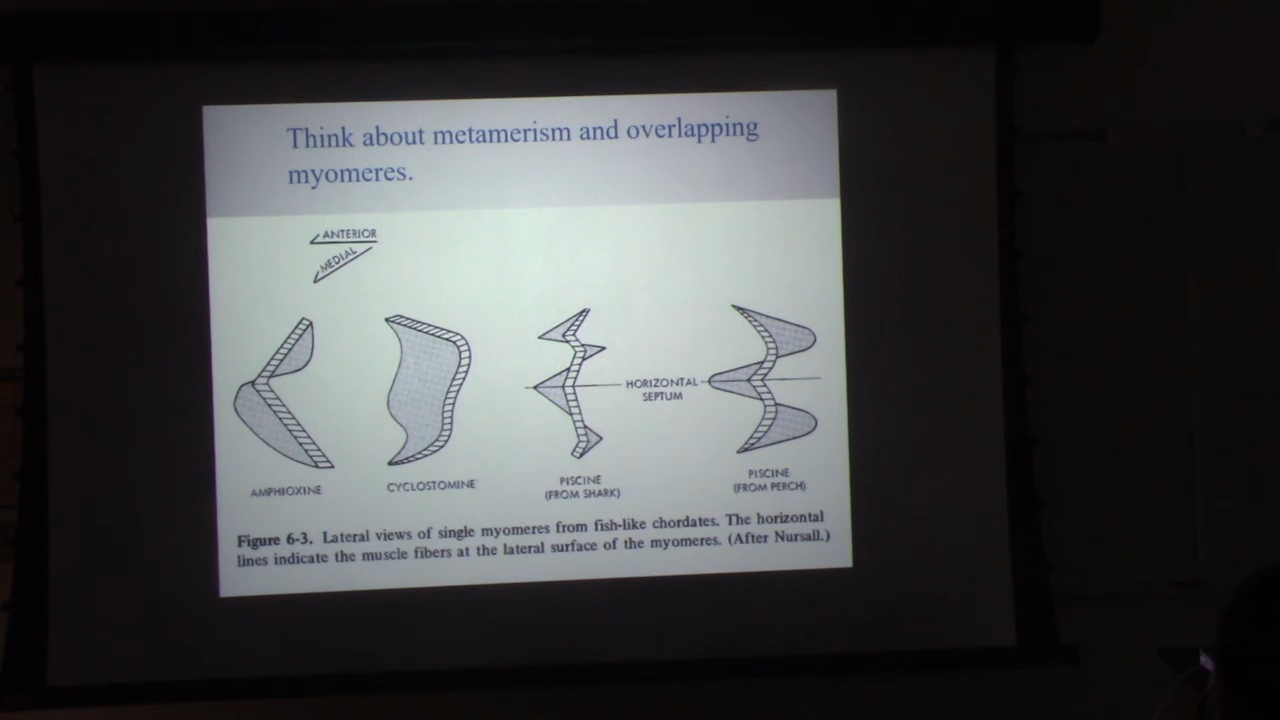 Think about metamerism and overlapping
myomeres.
ANTERIOR
MEDIAL
HORIZONTAL
SEPTUM
AMPHIOXINE
CYCLOSTOMINE
PISCINE
(FROM SHARK)
PISCINE
(FROM PERCH)
Figure 6-3. Lateral views of single myomeres from fish-like chordates. The horizontal
lines indicate the muscle fibers at the lateral surface of the myomeres. (After Nursall.)